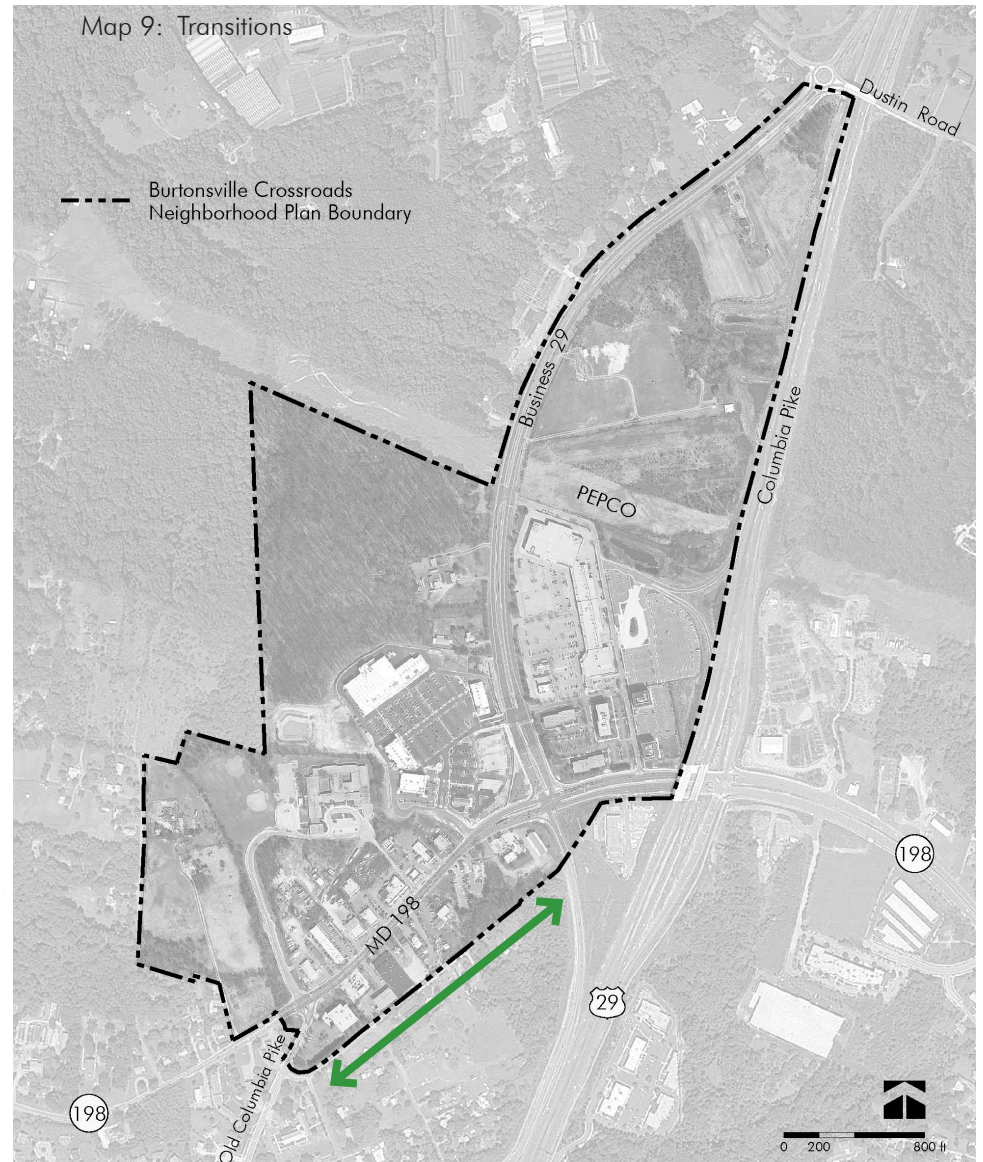 Map 9: Transitions
Dustin Road
Burtonsville Crossroads
Neighborhood Plan Boundary
Business 29
Columbia Pike
PEPCO
198
MD 198
29
Old Columbia Pike
198
0 200 800 ft